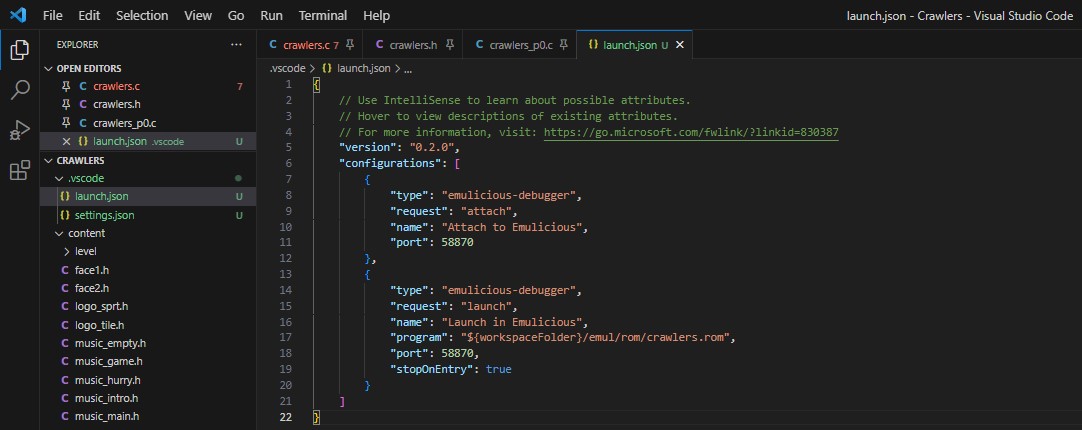 File Edit Selection View Go Run Terminal Help launch.json - Crawlers - Visual Studio Code
EXPLORER ...
OPEN EDITORS
C crawlers.c 7
C crawlers.h
C crawlers_p0.c
{} launch.json .vscode U
CRAWLERS
.vscode
{} launch.json U
{} settings.json U
content
level
C face1.h
C face2.h
C logo_sprt.h
C logo_tile.h
C music_empty.h
C music_game.h
C music_hurry.h
C music_intro.h
C music_main.h
C crawlers.c 7 C crawlers.h C crawlers_p0.c {} launch.json U
.vscode > {} launch.json > ...
1 {
2 // Use IntelliSense to learn about possible attributes.
3 // Hover to view descriptions of existing attributes.
4 // For more information, visit: https://go.microsoft.com/fwlink/?linkid=830387
5 "version": "0.2.0",
6 "configurations": [
7 {
8 "type": "emulicious-debugger",
9 "request": "attach",
10 "name": "Attach to Emulicious",
11 "port": 58870
12 },
13 {
14 "type": "emulicious-debugger",
15 "request": "launch",
16 "name": "Launch in Emulicious",
17 "program": "${workspaceFolder}/emul/rom/crawlers.rom",
18 "port": 58870,
19 "stopOnEntry": true
20 }
21 ]
22 }